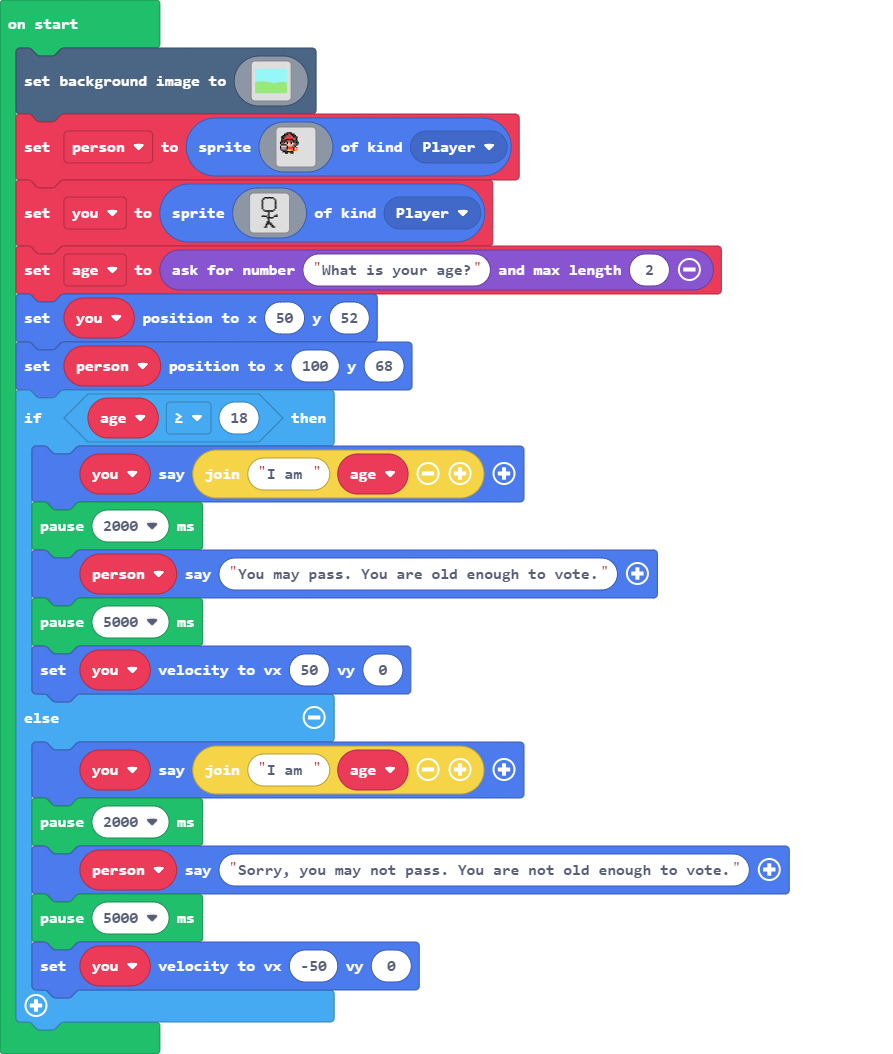 on start
set background image to
set person to sprite of kind Player
set you to sprite of kind Player
set age to ask for number "What is your age?" and max length 2
set you position to x 50 y 52
set person position to x 100 y 68
if age ≥ 18 then
you say join "I am " age
pause 2000 ms
person say "You may pass. You are old enough to vote."
pause 5000 ms
set you velocity to vx 50 vy 0
else
you say join "I am " age
pause 2000 ms
person say "Sorry, you may not pass. You are not old enough to vote."
pause 5000 ms
set you velocity to vx -50 vy 0